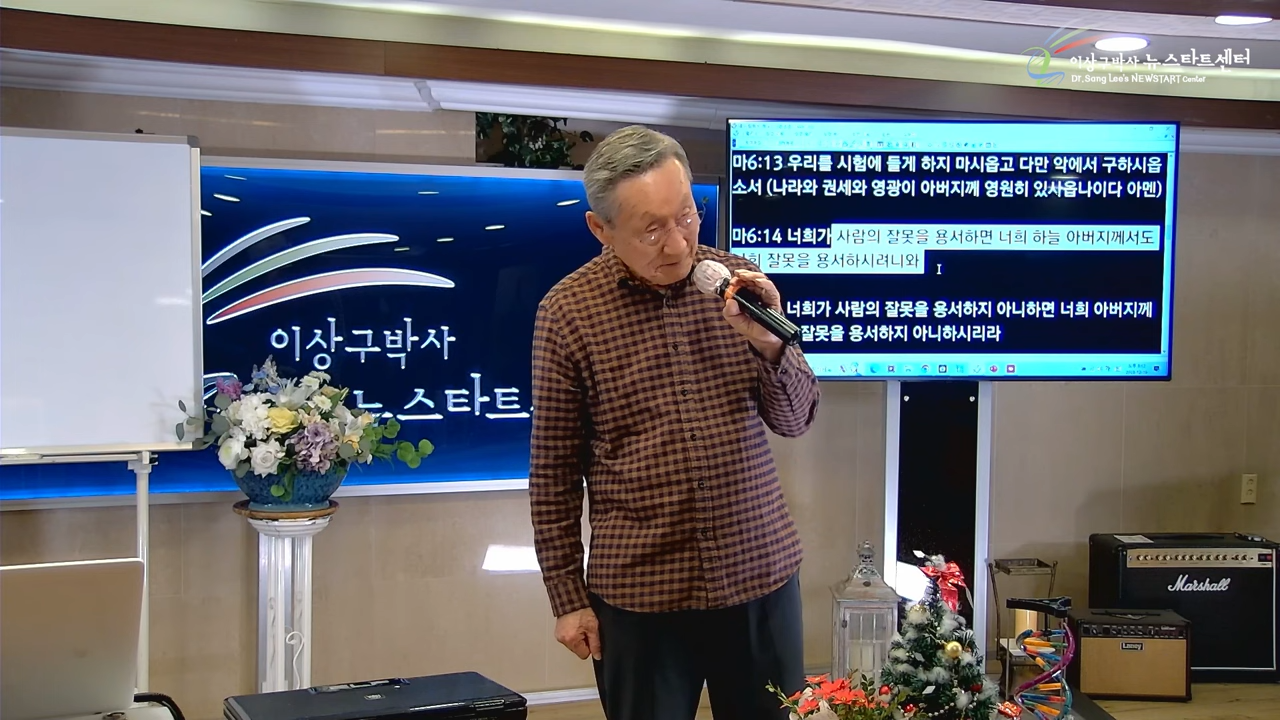 이상구박사 뉴스타트센터
Dr.Sang Lee's NEWSTART Center
마6:13 우리를 시험에 들게 하지 마시옵고 다만 악에서 구하시옵
소서 (나라와 권세와 영광이 아버지께 영원히 있사옵나이다 아멘)
마6:14 너희가 사람의 잘못을 용서하면 너희 하늘 아버지께서도
잘못을 용서하시려니와
너희가 사람의 잘못을 용서하지 아니하면 너희 아버지께
잘못을 용서하지 아니하시리라
이상구박사
뉴스타트
Marshall
Laney